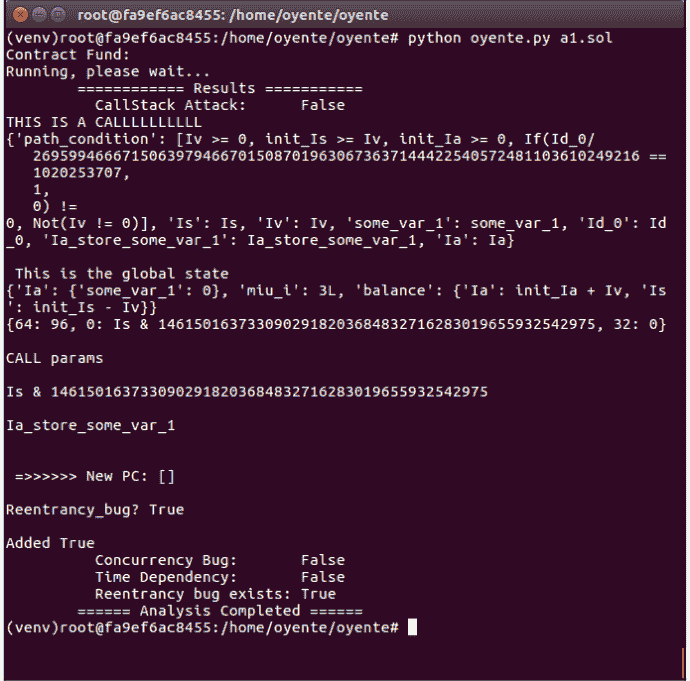 root@fa9ef6ac8455: /home/oyente/oyente
(venv)root@fa9ef6ac8455:/home/oyente/oyente# python oyente.py a1.sol
Contract Fund:
Running, please wait...
============ Results ===========
CallStack Attack: False
THIS IS A CALLLLLLLLLL
{'path_condition': [Iv >= 0, init_Is >= Iv, init_Ia >= 0, If(Id_0/
26959946667150639794667015087019630673637144422540572481103610249216 ==
1020253707,
1,
0) !=
0, Not(Iv != 0)], 'Is': Is, 'Iv': Iv, 'some_var_1': some_var_1, 'Id_0': Id
_0, 'Ia_store_some_var_1': Ia_store_some_var_1, 'Ia': Ia}
This is the global state
{'Ia': {'some_var_1': 0}, 'miu_i': 3L, 'balance': {'Ia': init_Ia + Iv, 'Is
': init_Is - Iv}}
{64: 96, 0: Is & 1461501637330902918203684832716283019655932542975, 32: 0}
CALL params
Is & 1461501637330902918203684832716283019655932542975
Ia_store_some_var_1
=>>>>>> New PC: []
Reentrancy_bug? True
Added True
Concurrency Bug: False
Time Dependency: False
Reentrancy bug exists: True
====== Analysis Completed ======
(venv)root@fa9ef6ac8455:/home/oyente/oyente#